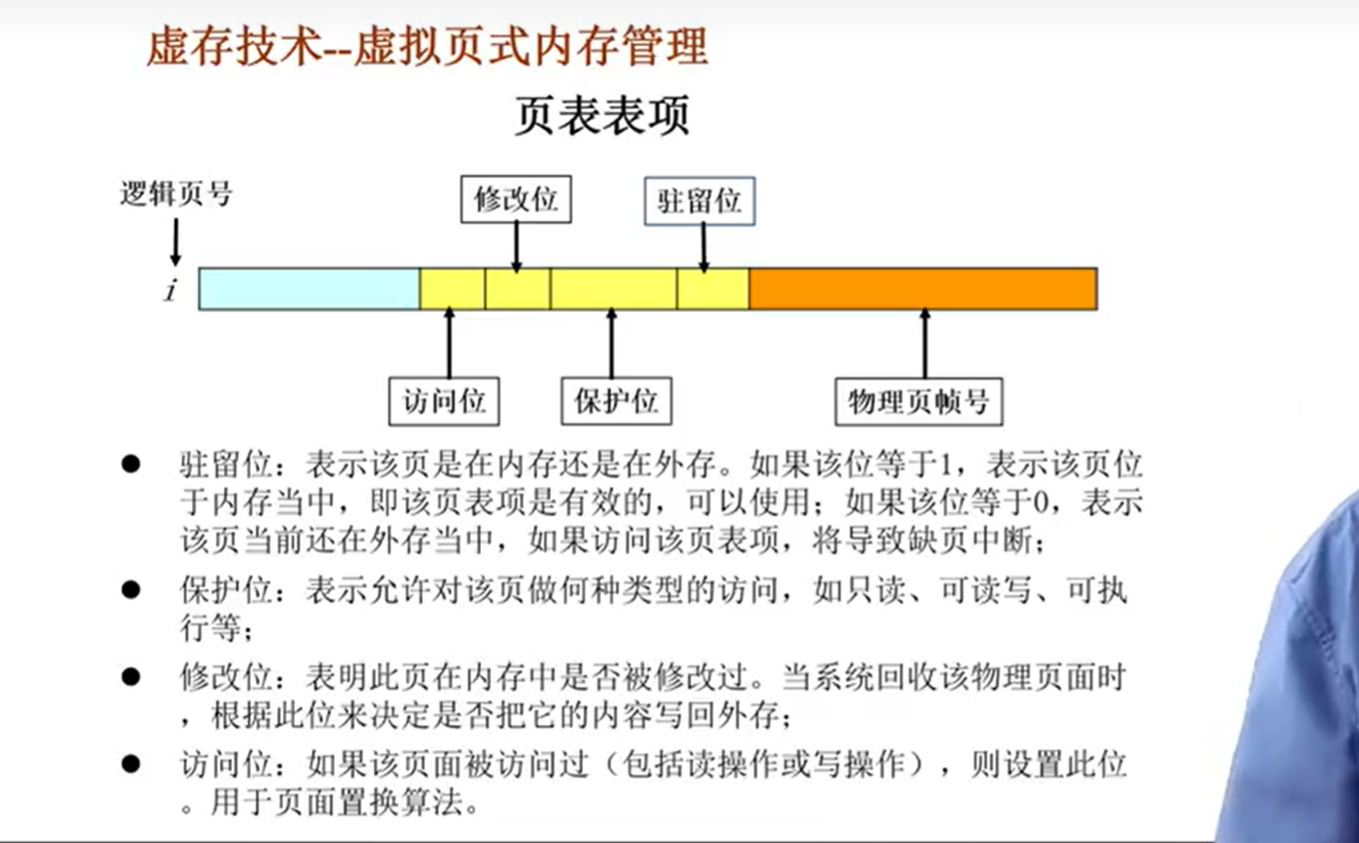 虚存技术--虚拟页式内存管理
页表表项
逻辑页号
修改位
驻留位
i
访问位
保护位
物理页帧号
● 驻留位：表示该页是在内存还是在外存。如果该位等于1，表示该页位
于内存当中，即该页表项是有效的，可以使用；如果该位等于0，表示
该页当前还在外存当中，如果访问该页表项，将导致缺页中断；
● 保护位：表示允许对该页做何种类型的访问，如只读、可读写、可执
行等；
● 修改位：表明此页在内存中是否被修改过。当系统回收该物理页面时
，根据此位来决定是否把它的内容写回外存；
● 访问位：如果该页面被访问过（包括读操作或写操作），则设置此位
。用于页面置换算法。